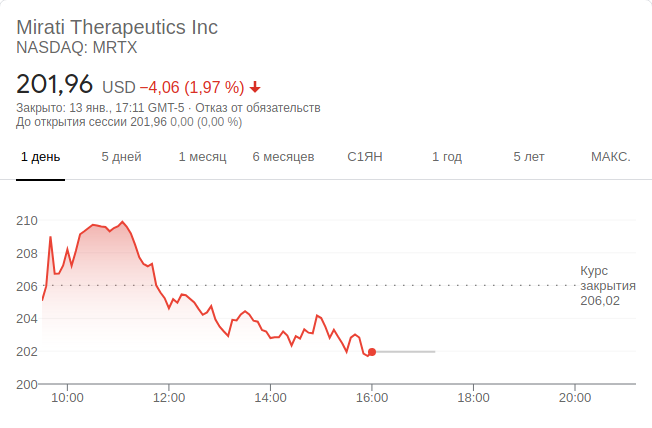 Mirati Therapeutics Inc
NASDAQ: MRTX
201,96 USD −4,06 (1,97 %)
Закрыто: 13 янв., 17:11 GMT-5 · Отказ от обязательств
До открытия сессии 201,96 0,00 (0,00 %)
1 день 5 дней 1 месяц 6 месяцев С1ЯН 1 год 5 лет МАКС.
210
208
206
204
202
200
Курс
закрытия
206,02
10:00 12:00 14:00 16:00 18:00 20:00